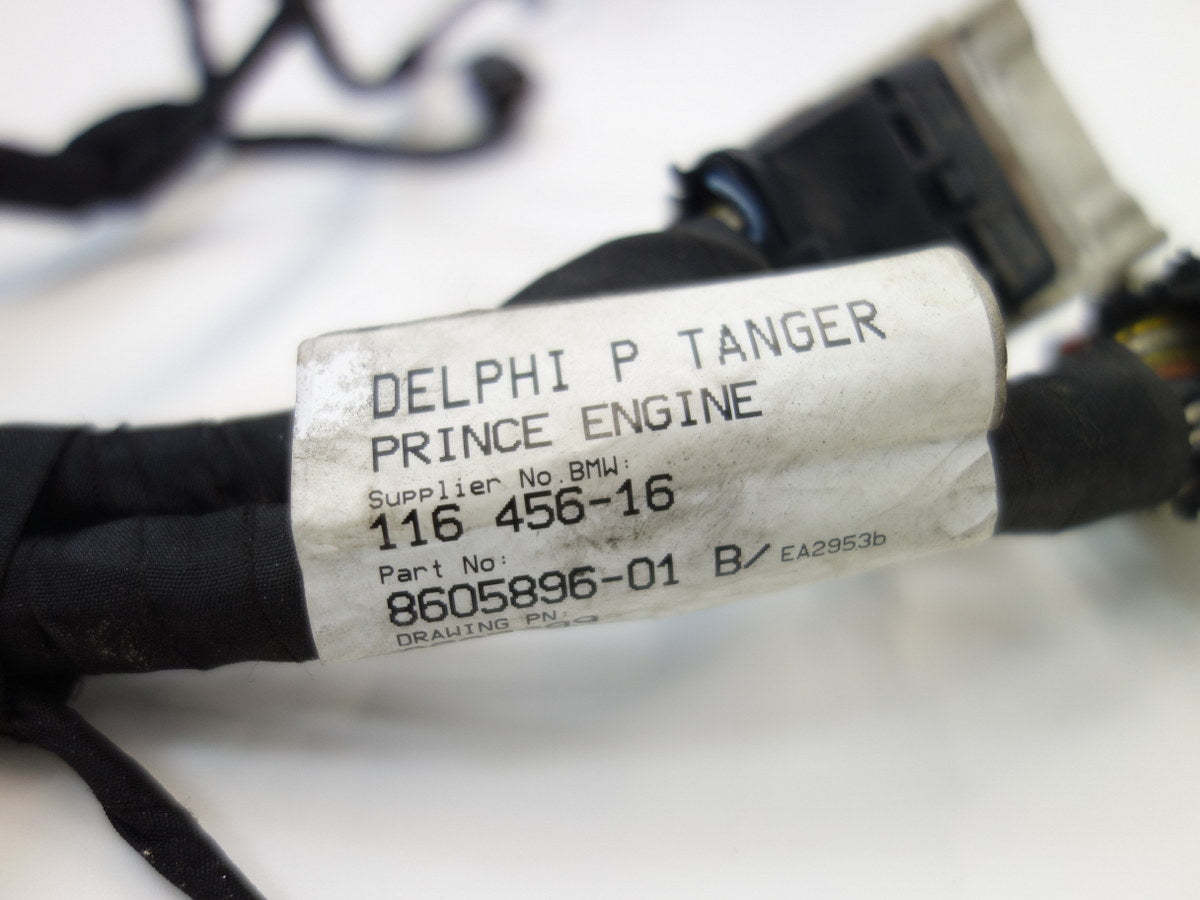 DELPHI P TANGER
PRINCE ENGINE
Supplier No.BMW:
116 456-16
Part No:
8605896-01 B/ EA2953b
DRAWING PN: